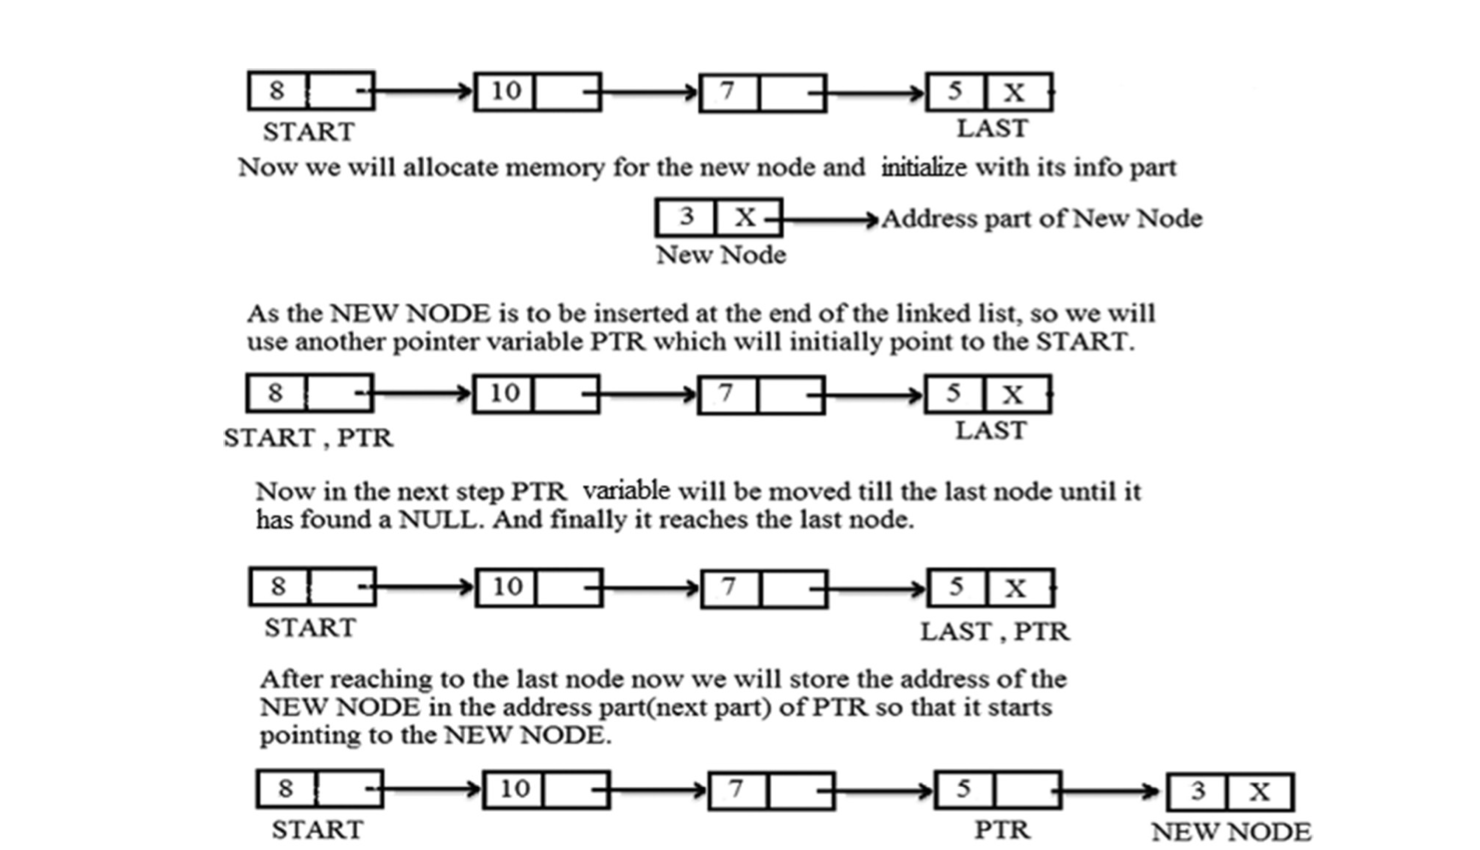 8 10 7 5 X
START LAST
Now we will allocate memory for the new node and initialize with its info part
3 X Address part of New Node
New Node
As the NEW NODE is to be inserted at the end of the linked list, so we will
use another pointer variable PTR which will initially point to the START.
8 10 7 5 X
START , PTR LAST
Now in the next step PTR variable will be moved till the last node until it
has found a NULL. And finally it reaches the last node.
8 10 7 5 X
START LAST , PTR
After reaching to the last node now we will store the address of the
NEW NODE in the address part(next part) of PTR so that it starts
pointing to the NEW NODE.
8 10 7 5 3 X
START PTR NEW NODE